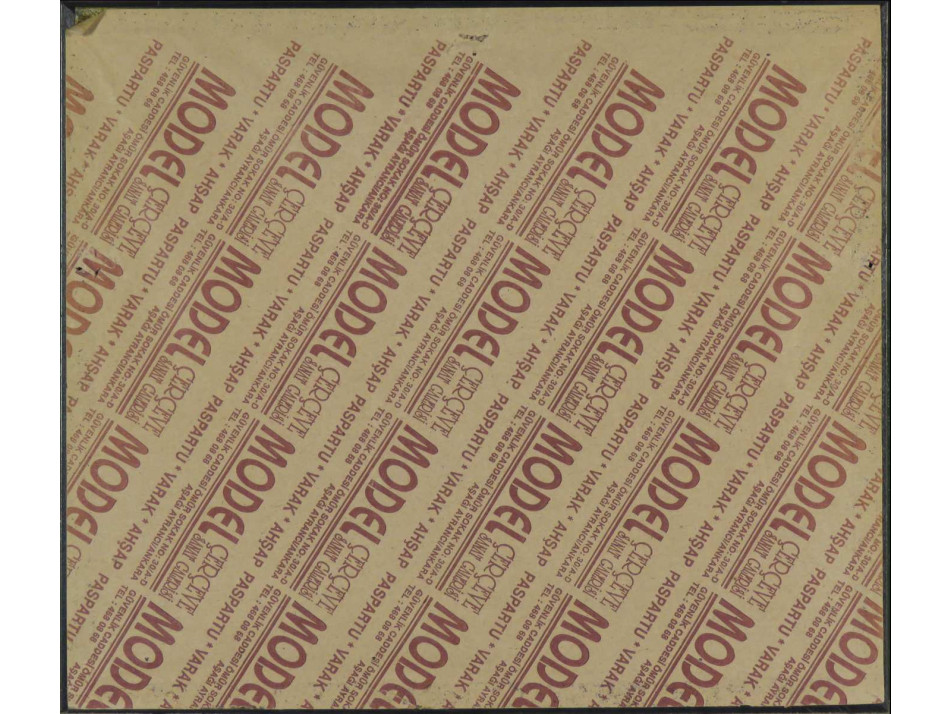 MODEL
ÇERÇEVE
SANAT GALERİSİ
GÜVENLİK CADDESİ ÖMÜR SOKAK NO: 30/A-D
TEL : 468 08 68 AŞAĞI AYRANCI/ANKARA
PASPARTU * VARAK * AHŞAP